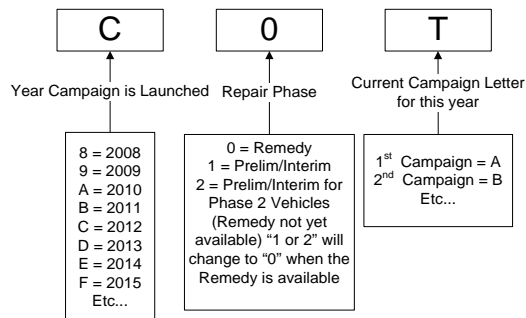 C
0
T
Year Campaign is Launched
Repair Phase
Current Campaign Letter
for this year
8 = 2008
9 = 2009
A = 2010
B = 2011
C = 2012
D = 2013
E = 2014
F = 2015
Etc...
0 = Remedy
1 = Prelim/Interim
2 = Prelim/Interim for
Phase 2 Vehicles
(Remedy not yet
available) “1 or 2” will
change to “0” when the
Remedy is available
1st Campaign = A
2nd Campaign = B
Etc...